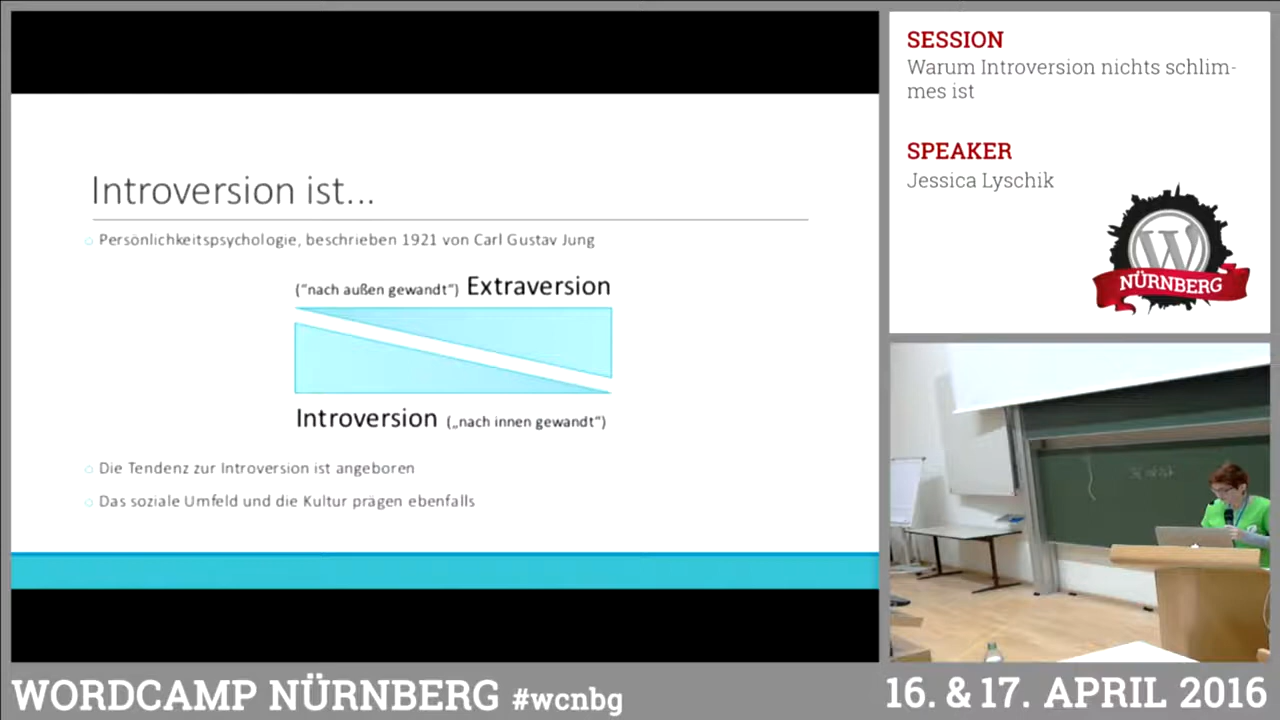 Introversion ist...
Persönlichkeitspsychologie, beschrieben 1921 von Carl Gustav Jung
("nach außen gewandt") Extraversion
Introversion („nach innen gewandt")
Die Tendenz zur Introversion ist angeboren
Das soziale Umfeld und die Kultur prägen ebenfalls
SESSION
Warum Introversion nichts schlim-
mes ist
SPEAKER
Jessica Lyschik
NÜRNBERG
WORDCAMP NÜRNBERG #wcnbg
16. & 17. APRIL 2016